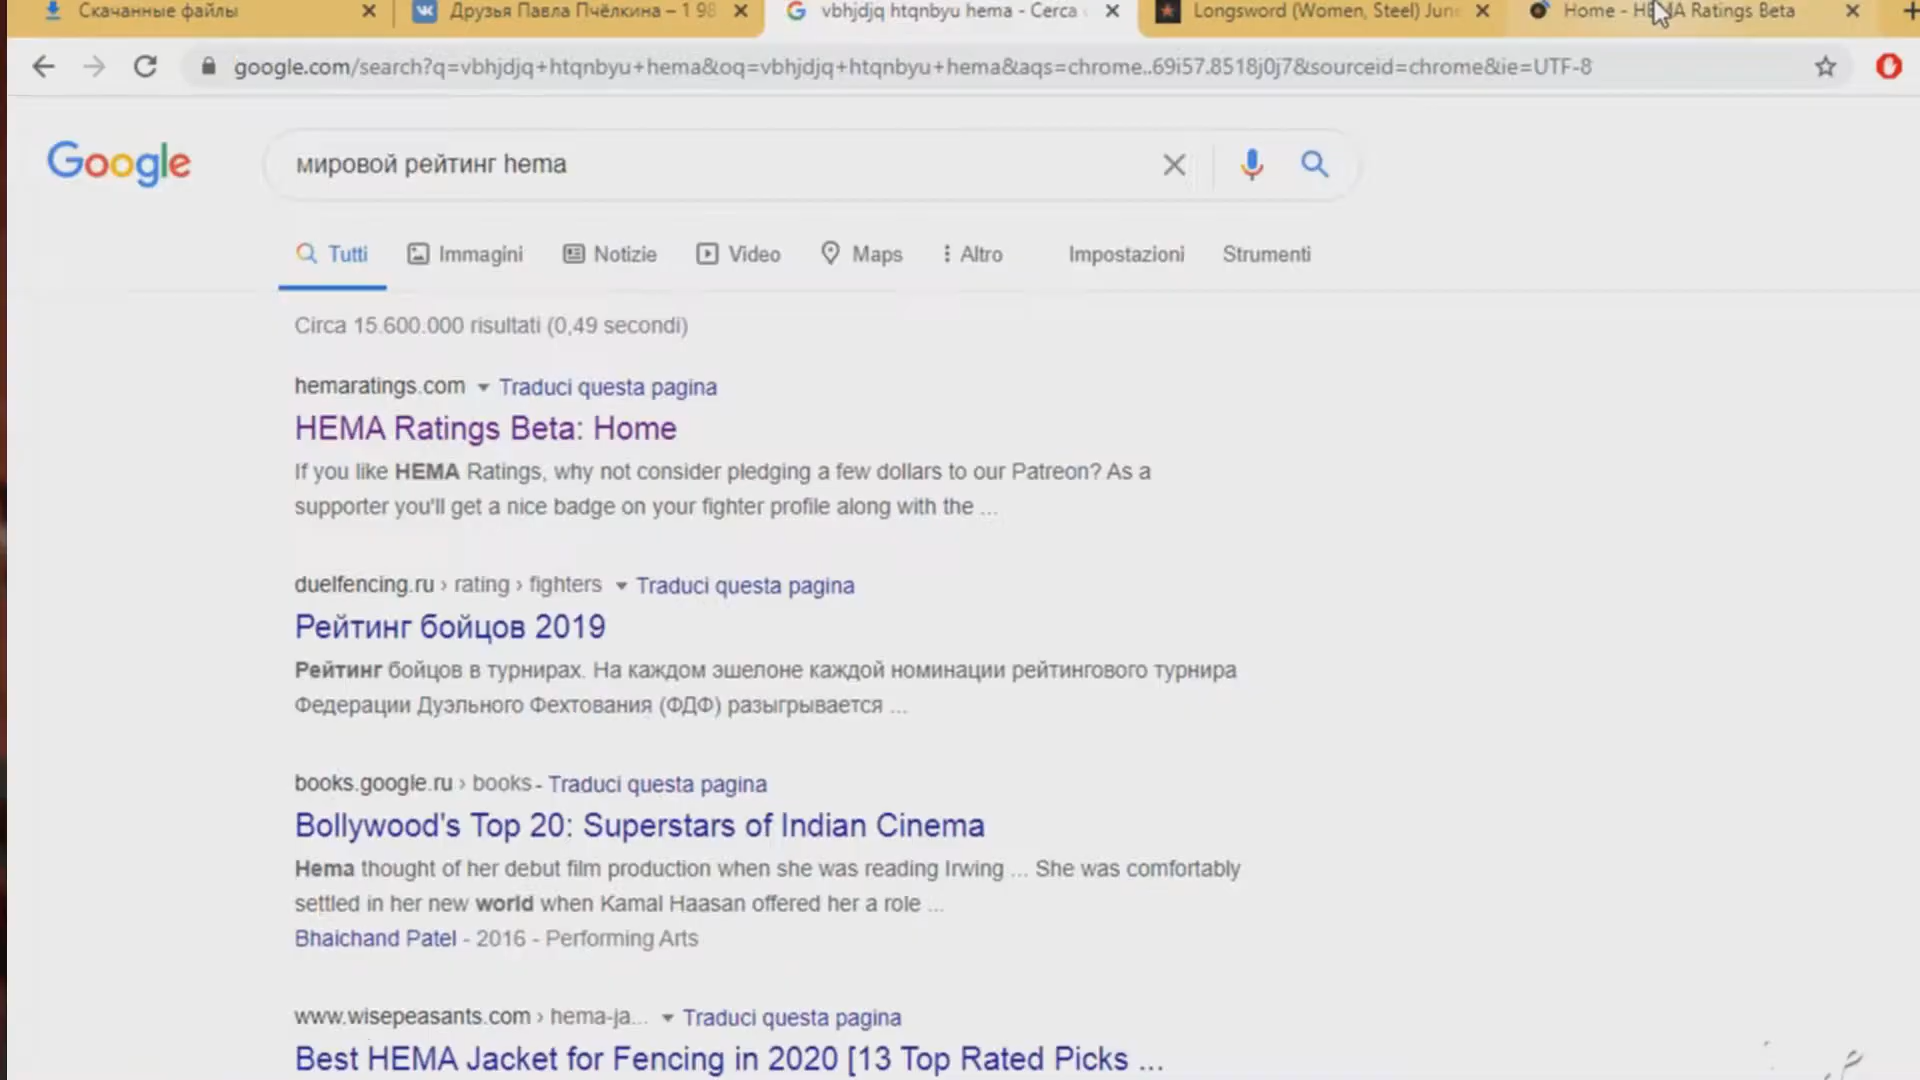 Скачанные файлы
Друзья Павла Пчёлкина – 1 98
vbhjdjq htqnbyu hema - Cerca
Longsword (Women, Steel) Jun
Home - HEMA Ratings Beta
google.com/search?q=vbhjdjq+htqnbyu+hema&oq=vbhjdjq+htqnbyu+hema&aqs=chrome..69i57.8518j0j7&sourceid=chrome&ie=UTF-8
Google
мировой рейтинг hema
Tutti
Immagini
Notizie
Video
Maps
Altro
Impostazioni
Strumenti
Circa 15.600.000 risultati (0,49 secondi)
hemaratings.com Traduci questa pagina
HEMA Ratings Beta: Home
If you like HEMA Ratings, why not consider pledging a few dollars to our Patreon? As a
supporter you'll get a nice badge on your fighter profile along with the ...
duelfencing.ru › rating › fighters Traduci questa pagina
Рейтинг бойцов 2019
Рейтинг бойцов в турнирах. На каждом эшелоне каждой номинации рейтингового турнира
Федерации Дуэльного Фехтования (ФДФ) разыгрывается ...
books.google.ru › books - Traduci questa pagina
Bollywood's Top 20: Superstars of Indian Cinema
Hema thought of her debut film production when she was reading Irwing ... She was comfortably
settled in her new world when Kamal Haasan offered her a role ...
Bhaichand Patel - 2016 - Performing Arts
www.wisepeasants.com › hema-ja... Traduci questa pagina
Best HEMA Jacket for Fencing in 2020 [13 Top Rated Picks ...